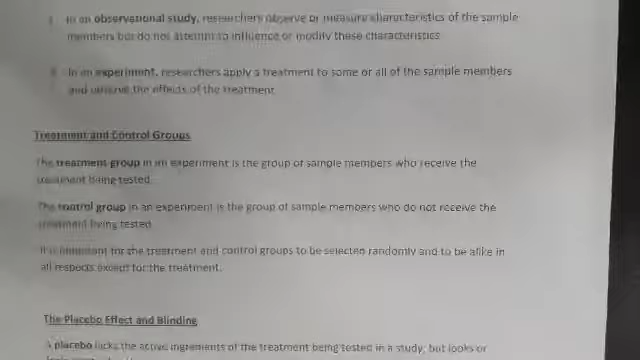 In an observational study, researchers observe or measure characteristics of the sample
members but do not attempt to influence or modify these characteristics.
In an experiment, researchers apply a treatment to some or all of the sample members
and observe the effects of the treatment.
Treatment and Control Groups
The treatment group in an experiment is the group of sample members who receive the
treatment being tested.
The control group in an experiment is the group of sample members who do not receive the
treatment being tested.
It is important for the treatment and control groups to be selected randomly and to be alike in
all respects except for the treatment.
The Placebo Effect and Blinding
A placebo lacks the active ingredients of the treatment being tested in a study, but looks or